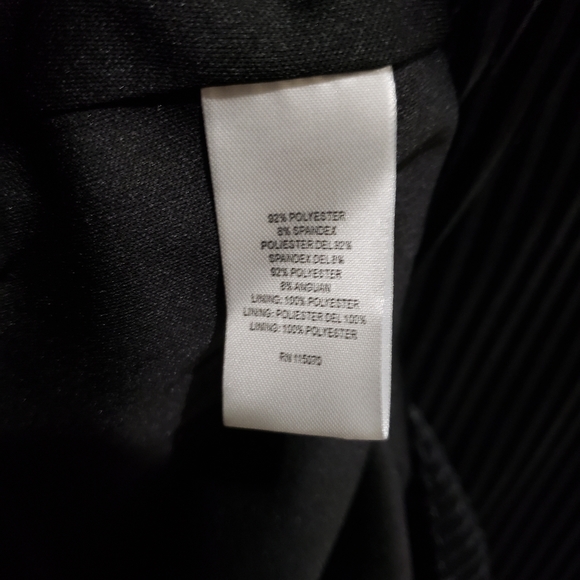 92% POLYESTER
8% SPANDEX
POLIESTER DEL 92%
SPANDEX DEL 8%
92% POLYESTER
8% ANGUAN
LINING: 100% POLYESTER
LINING: POLIESTER DEL 100%
LINING: 100% POLYESTER
RN 115070